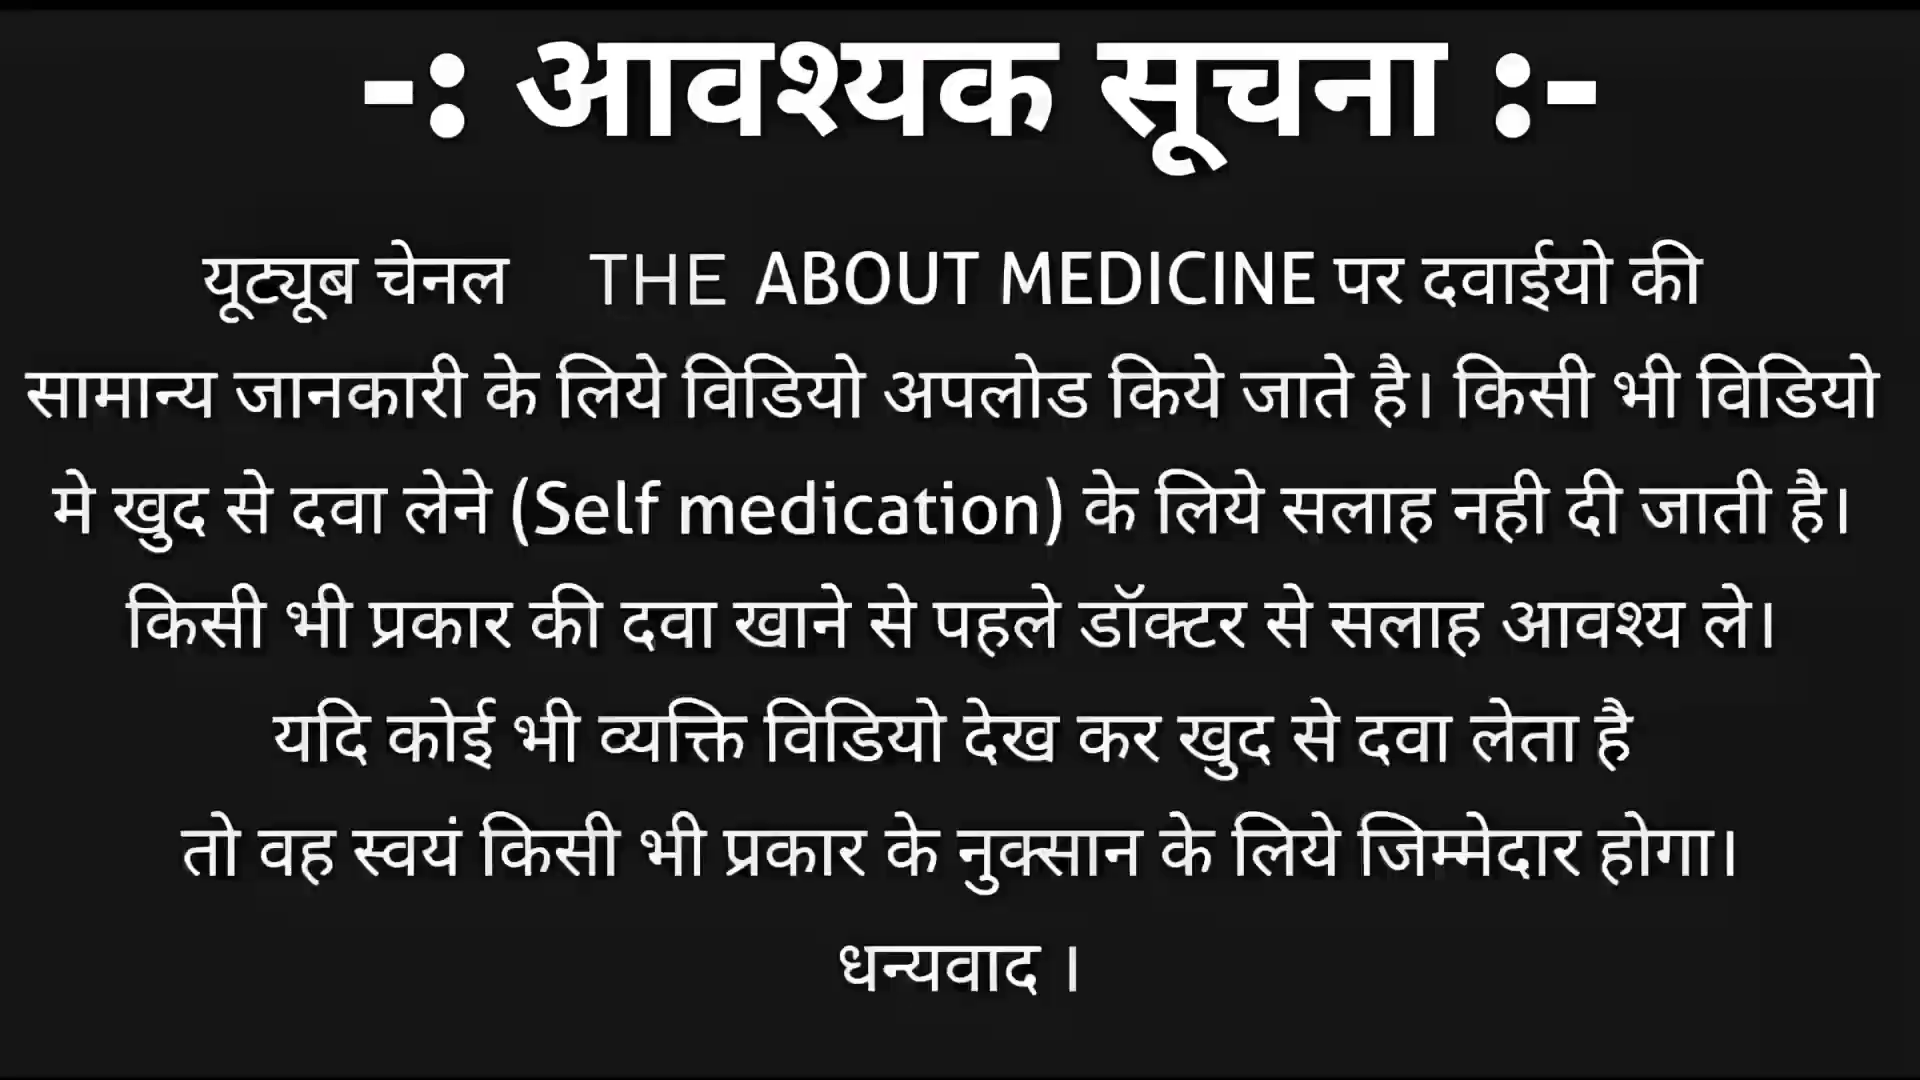 -: आवश्यक सूचना :-
यूट्यूब चेनल THE ABOUT MEDICINE पर दवाईयो की
सामान्य जानकारी के लिये विडियो अपलोड किये जाते है। किसी भी विडियो
मे खुद से दवा लेने (Self medication) के लिये सलाह नही दी जाती है।
किसी भी प्रकार की दवा खाने से पहले डॉक्टर से सलाह आवश्य ले।
यदि कोई भी व्यक्ति विडियो देख कर खुद से दवा लेता है
तो वह स्वयं किसी भी प्रकार के नुक्सान के लिये जिम्मेदार होगा।
धन्यवाद ।